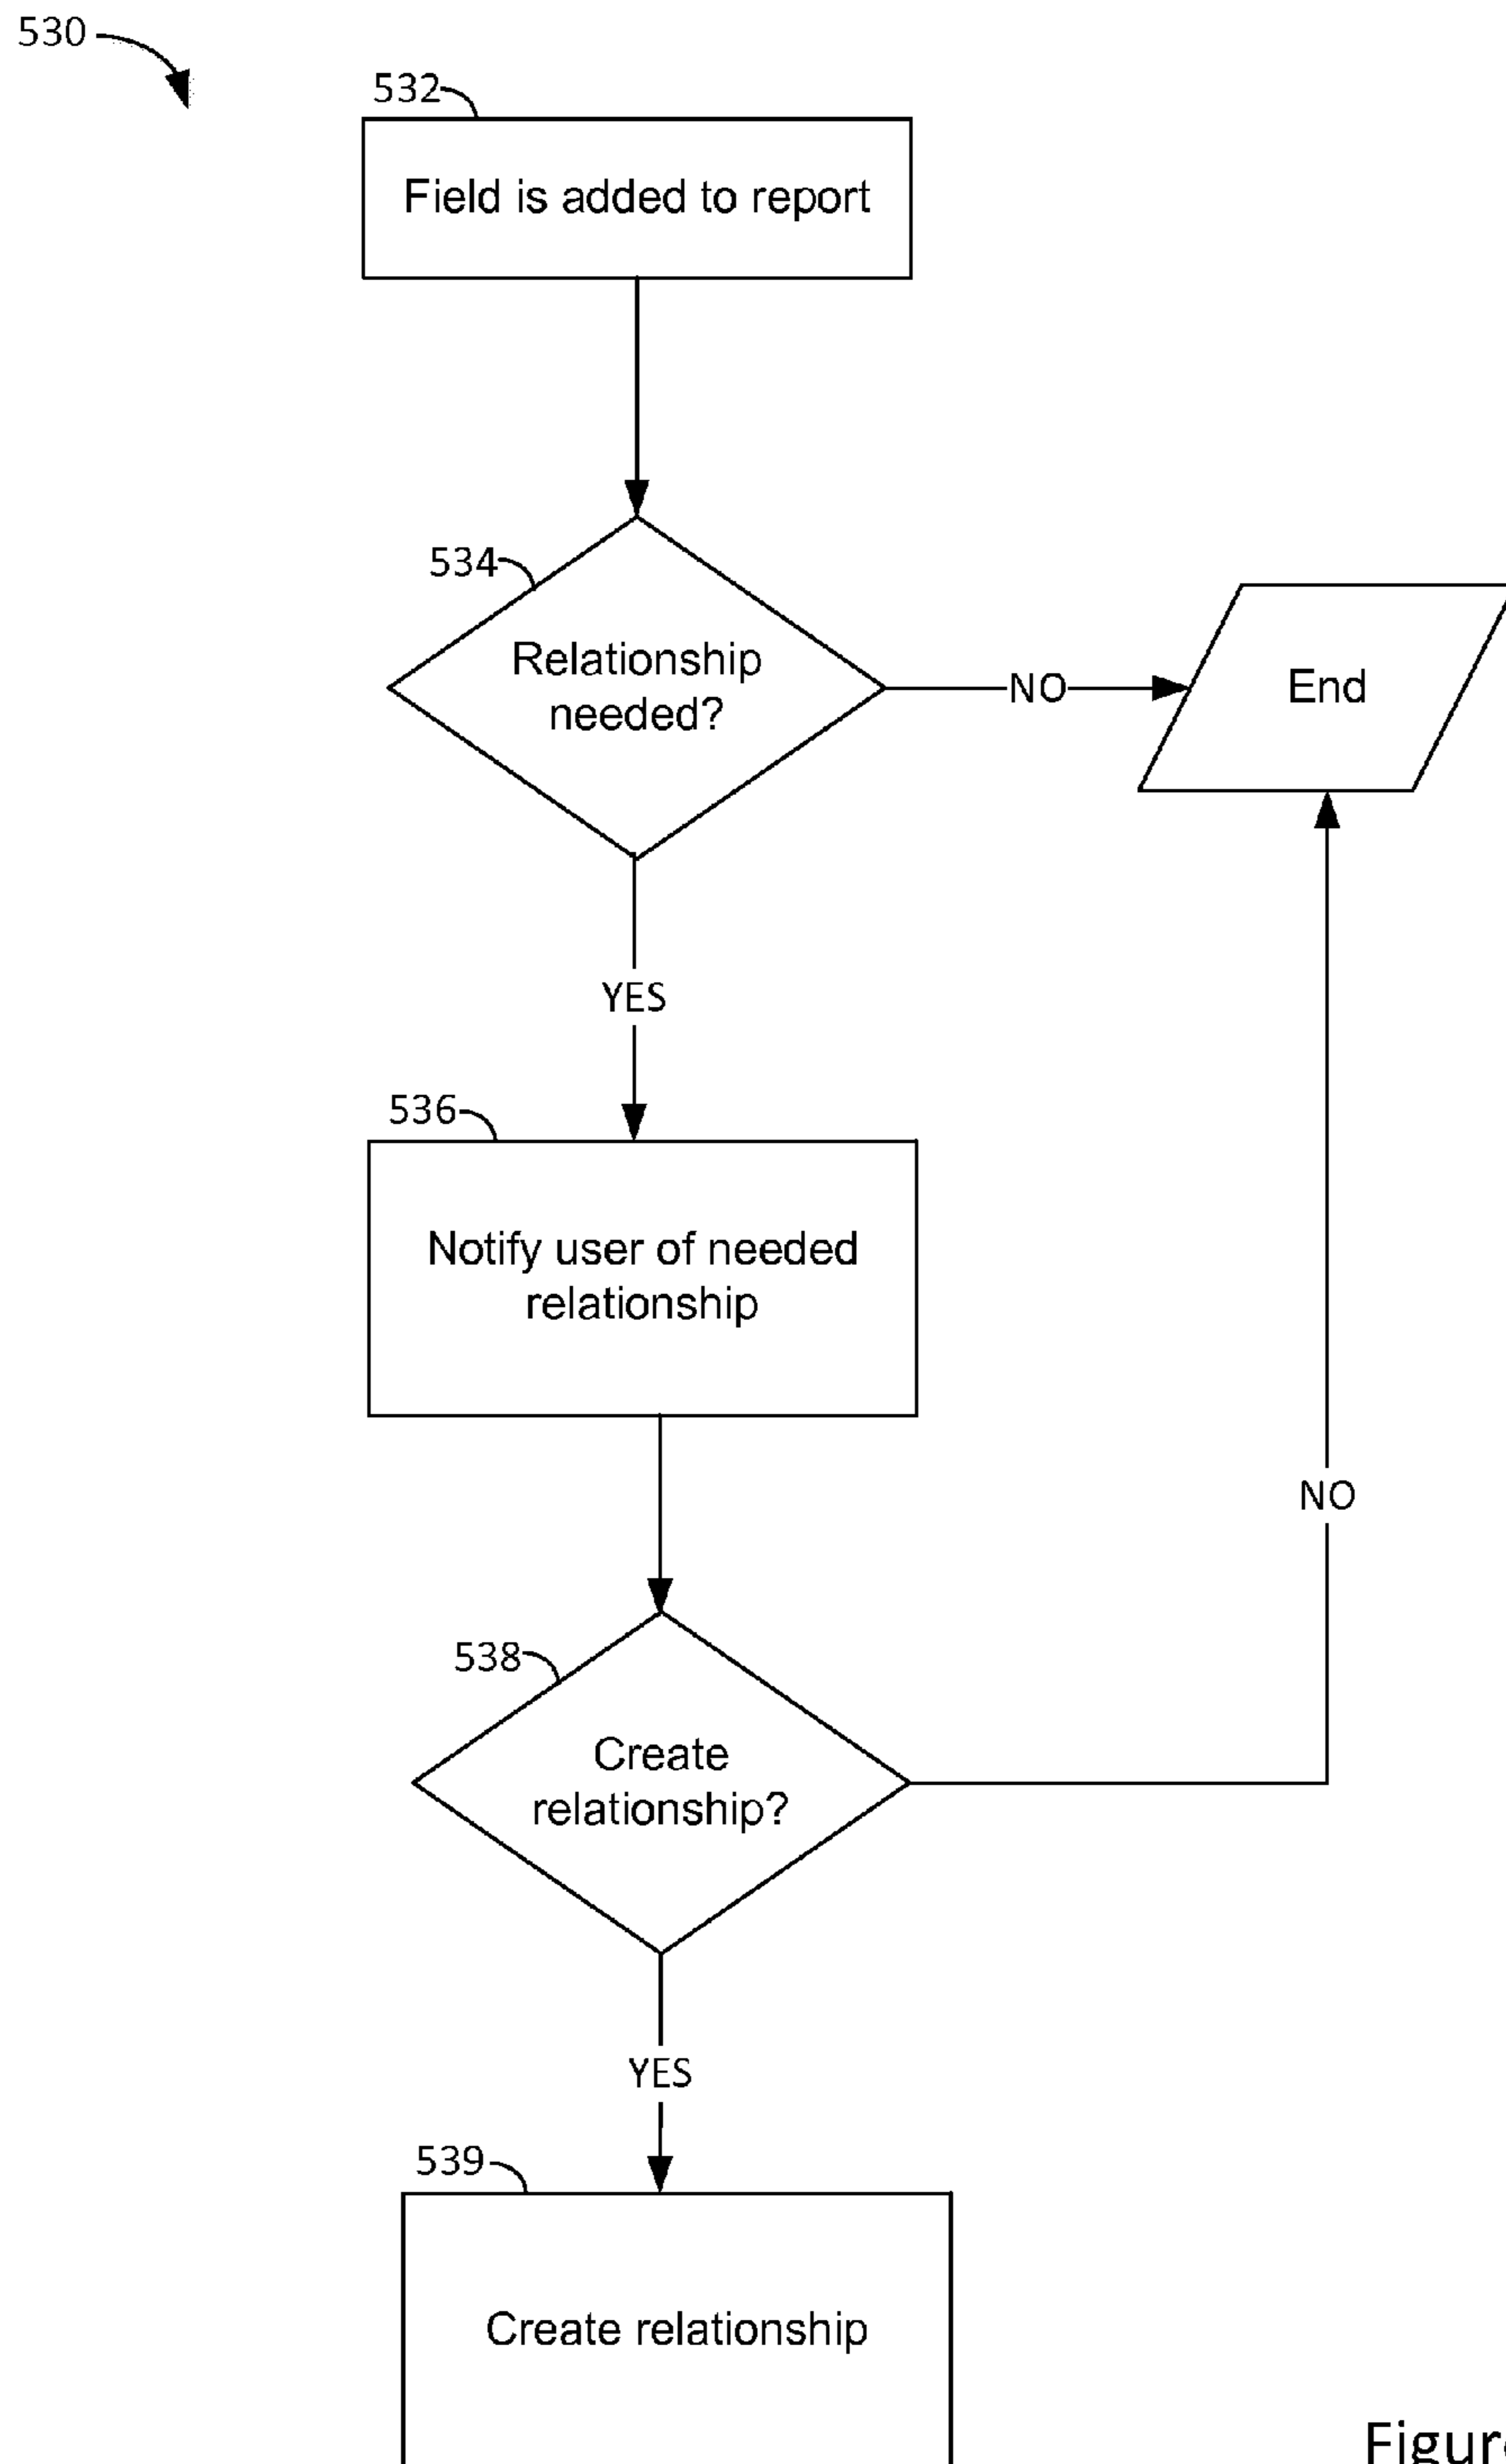 530
532
Field is added to report
534
Relationship
needed?
NO
End
YES
536
Notify user of needed
relationship
NO
538
Create
relationship?
YES
539
Create relationship